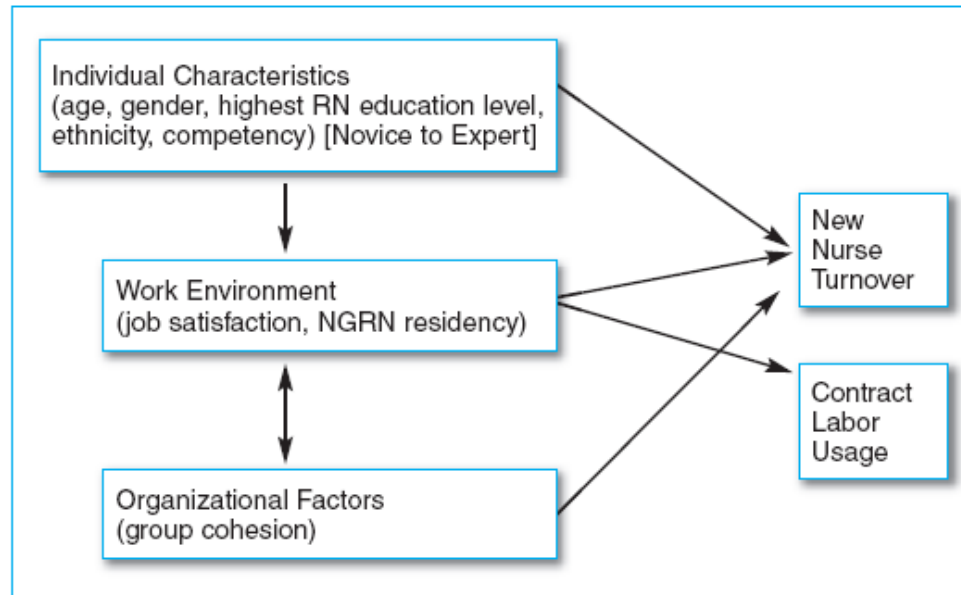 Individual Characteristics
(age, gender, highest RN education level,
ethnicity, competency) [Novice to Expert]
Work Environment
(job satisfaction, NGRN residency)
Organizational Factors
(group cohesion)
New
Nurse
Turnover
Contract
Labor
Usage